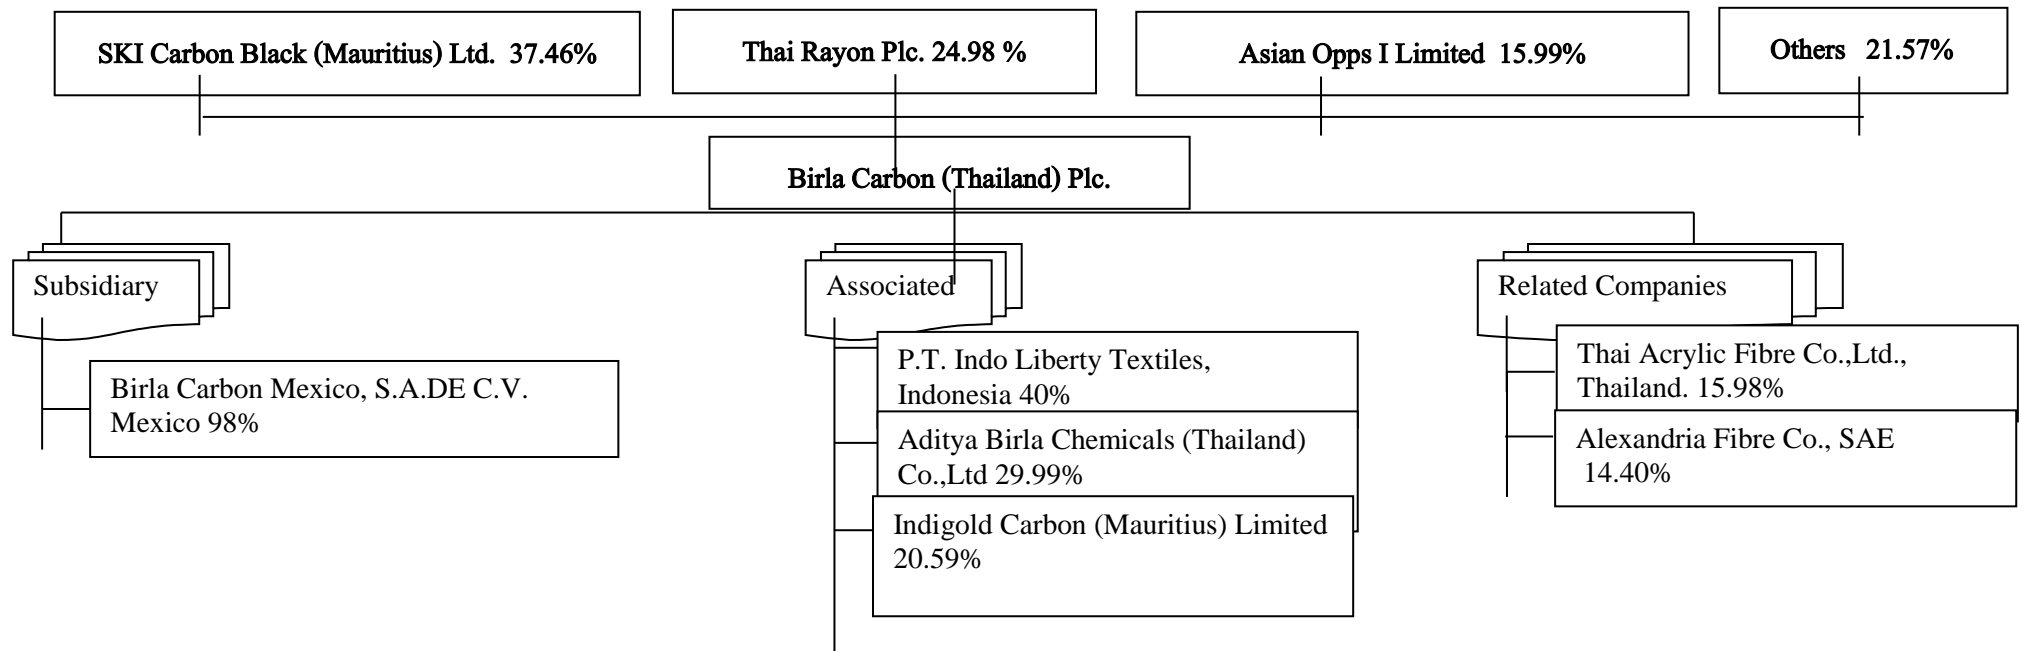 SKI Carbon Black (Mauritius) Ltd. 37.46%
Thai Rayon Plc. 24.98 %
Asian Opps I Limited 15.99%
Others 21.57%
Birla Carbon (Thailand) Plc.
Subsidiary
Birla Carbon Mexico, S.A.DE C.V.
Mexico 98%
Associated
P.T. Indo Liberty Textiles,
Indonesia 40%
Aditya Birla Chemicals (Thailand)
Co.,Ltd 29.99%
Indigold Carbon (Mauritius) Limited
20.59%
Related Companies
Thai Acrylic Fibre Co.,Ltd.,
Thailand. 15.98%
Alexandria Fibre Co., SAE
14.40%